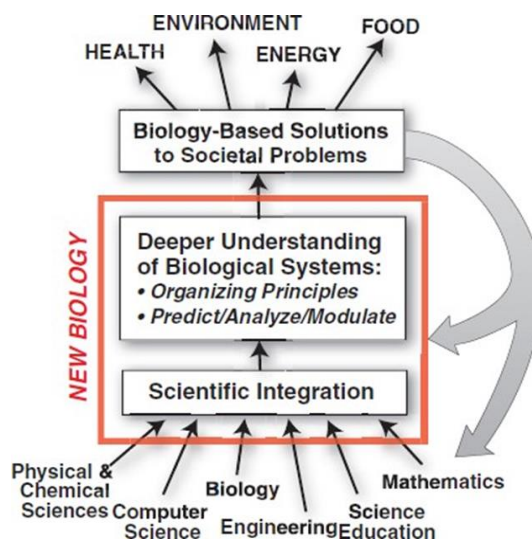 ENVIRONMENT
FOOD
HEALTH
ENERGY
Biology-Based Solutions
to Societal Problems
NEW BIOLOGY
Deeper Understanding
of Biological Systems:
• Organizing Principles
• Predict/Analyze/Modulate
Scientific Integration
Physical &
Chemical
Sciences
Computer
Science
Biology
Engineering
Science
Education
Mathematics